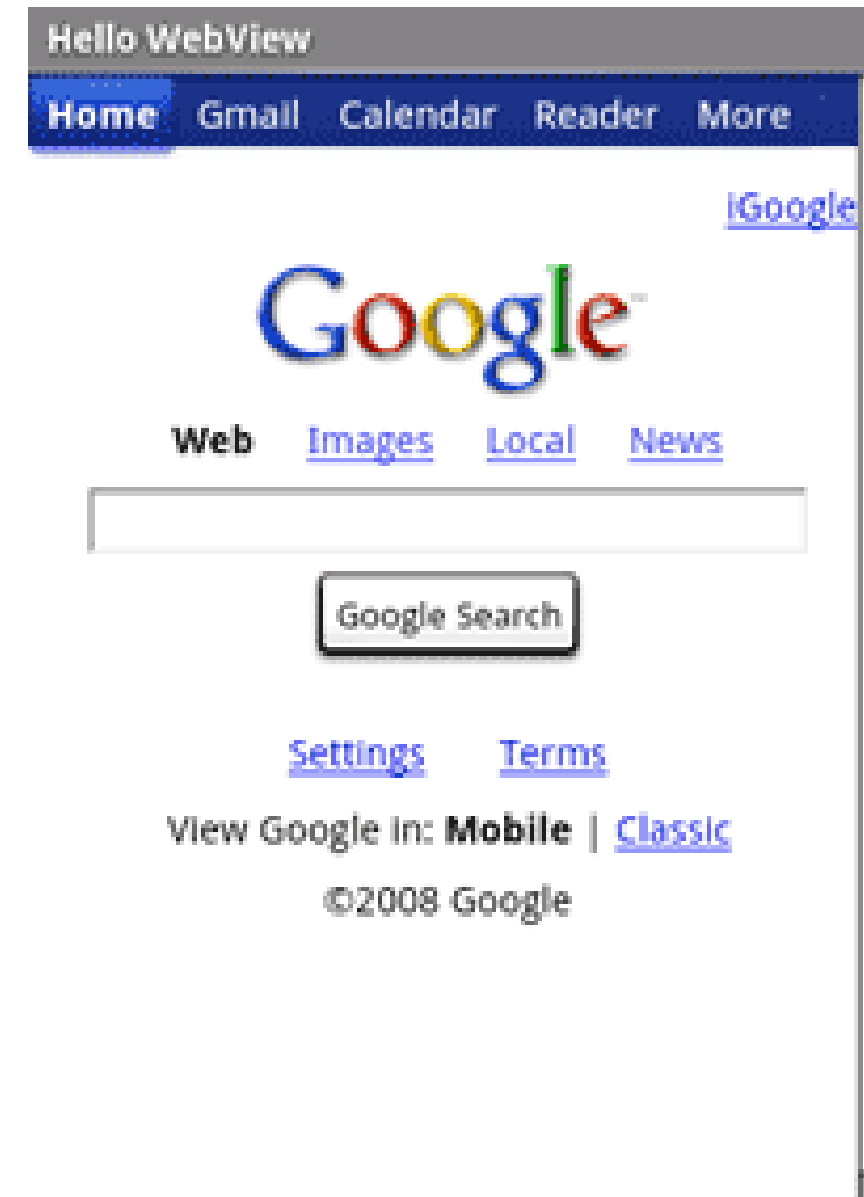 Hello WebView
Home Gmail Calendar Reader More
iGoogle
Google™
Web Images Local News
Google Search
Settings Terms
View Google in: Mobile | Classic
©2008 Google